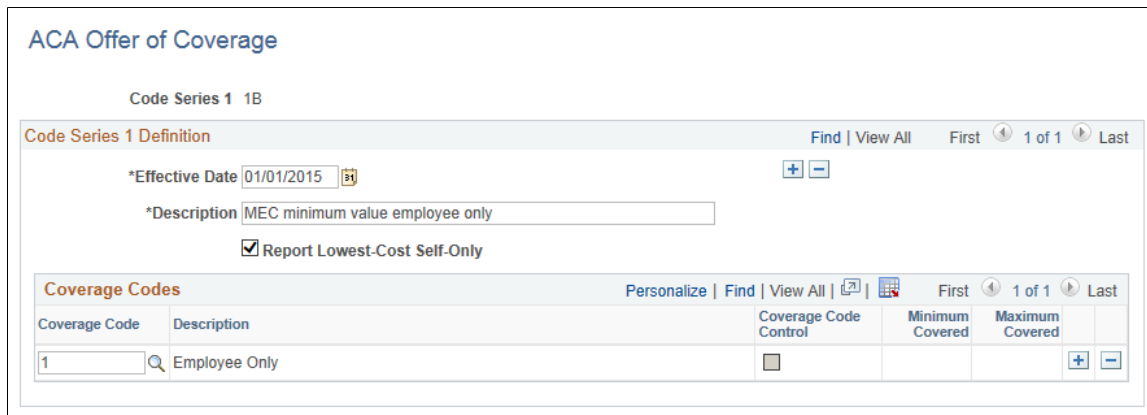 ACA Offer of Coverage
Code Series 1 1B
Code Series 1 Definition Find | View All First 1 of 1 Last
*Effective Date 01/01/2015 31
*Description MEC minimum value employee only
Report Lowest-Cost Self-Only
Coverage Codes Personalize | Find | View All | | First 1 of 1 Last
Coverage Code Description Coverage Code Control Minimum Covered Maximum Covered
1 Employee Only